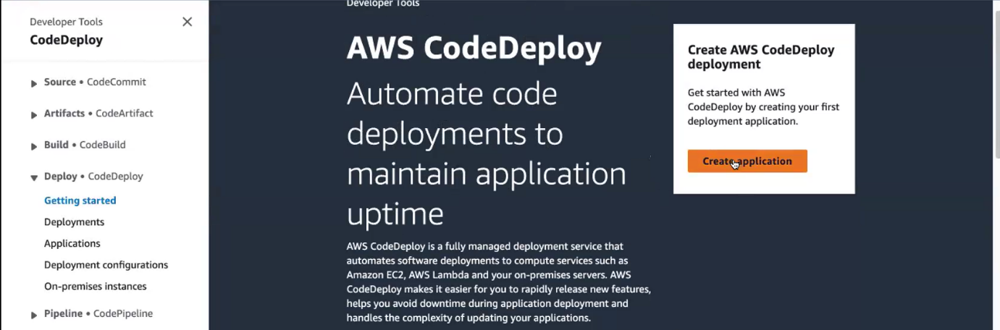 Developer Tools
CodeDeploy
Source • CodeCommit
Artifacts • CodeArtifact
Build • CodeBuild
Deploy • CodeDeploy
Getting started
Deployments
Applications
Deployment configurations
On-premises instances
Pipeline • CodePipeline
Developer Tools
AWS CodeDeploy
Automate code
deployments to
maintain application
uptime
AWS CodeDeploy is a fully managed deployment service that
automates software deployments to compute services such as
Amazon EC2, AWS Lambda and your on-premises servers. AWS
CodeDeploy makes it easier for you to rapidly release new features,
helps you avoid downtime during application deployment and
handles the complexity of updating your applications.
Create AWS CodeDeploy
deployment
Get started with AWS
CodeDeploy by creating your first
deployment application.
Create application